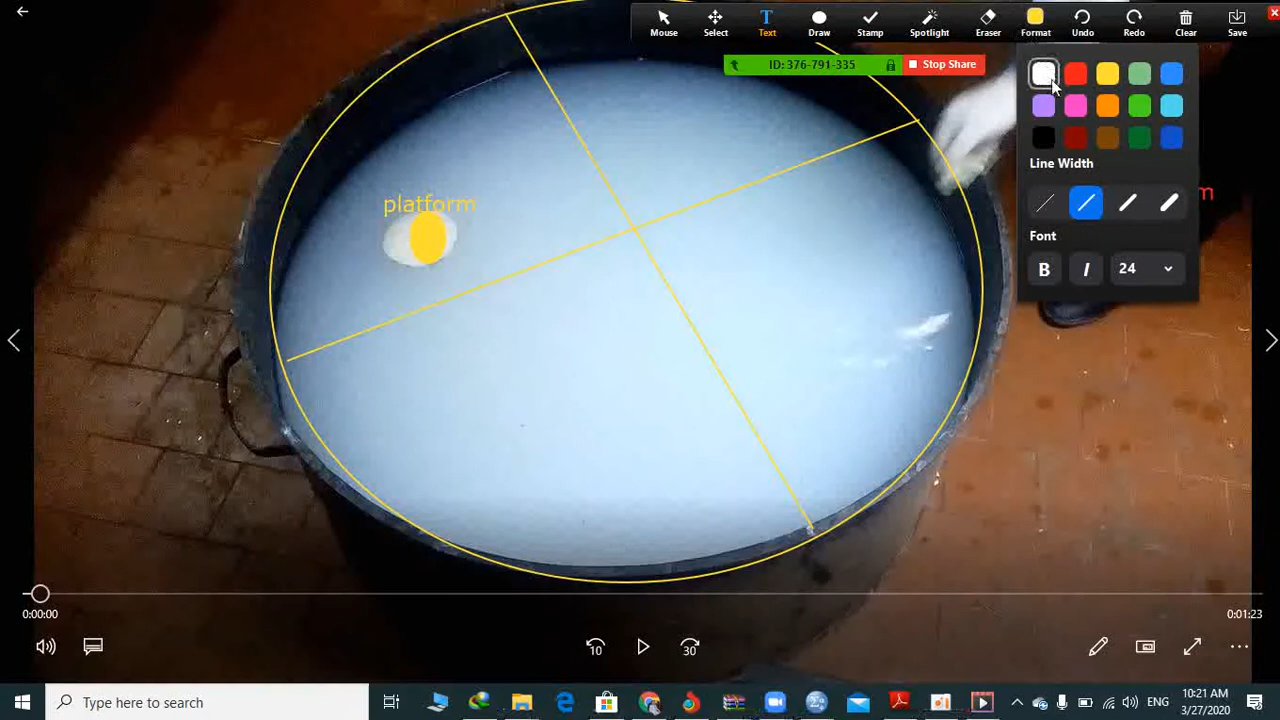 Mouse
Select
Text
Draw
Stamp
Spotlight
Eraser
Format
Undo
Redo
Clear
Save
ID: 376-791-335
Stop Share
Line Width
Font
B
I
24
platform
m
0:00:00
0:01:23
10
30
Type here to search
ENG
10:21 AM
3/27/2020